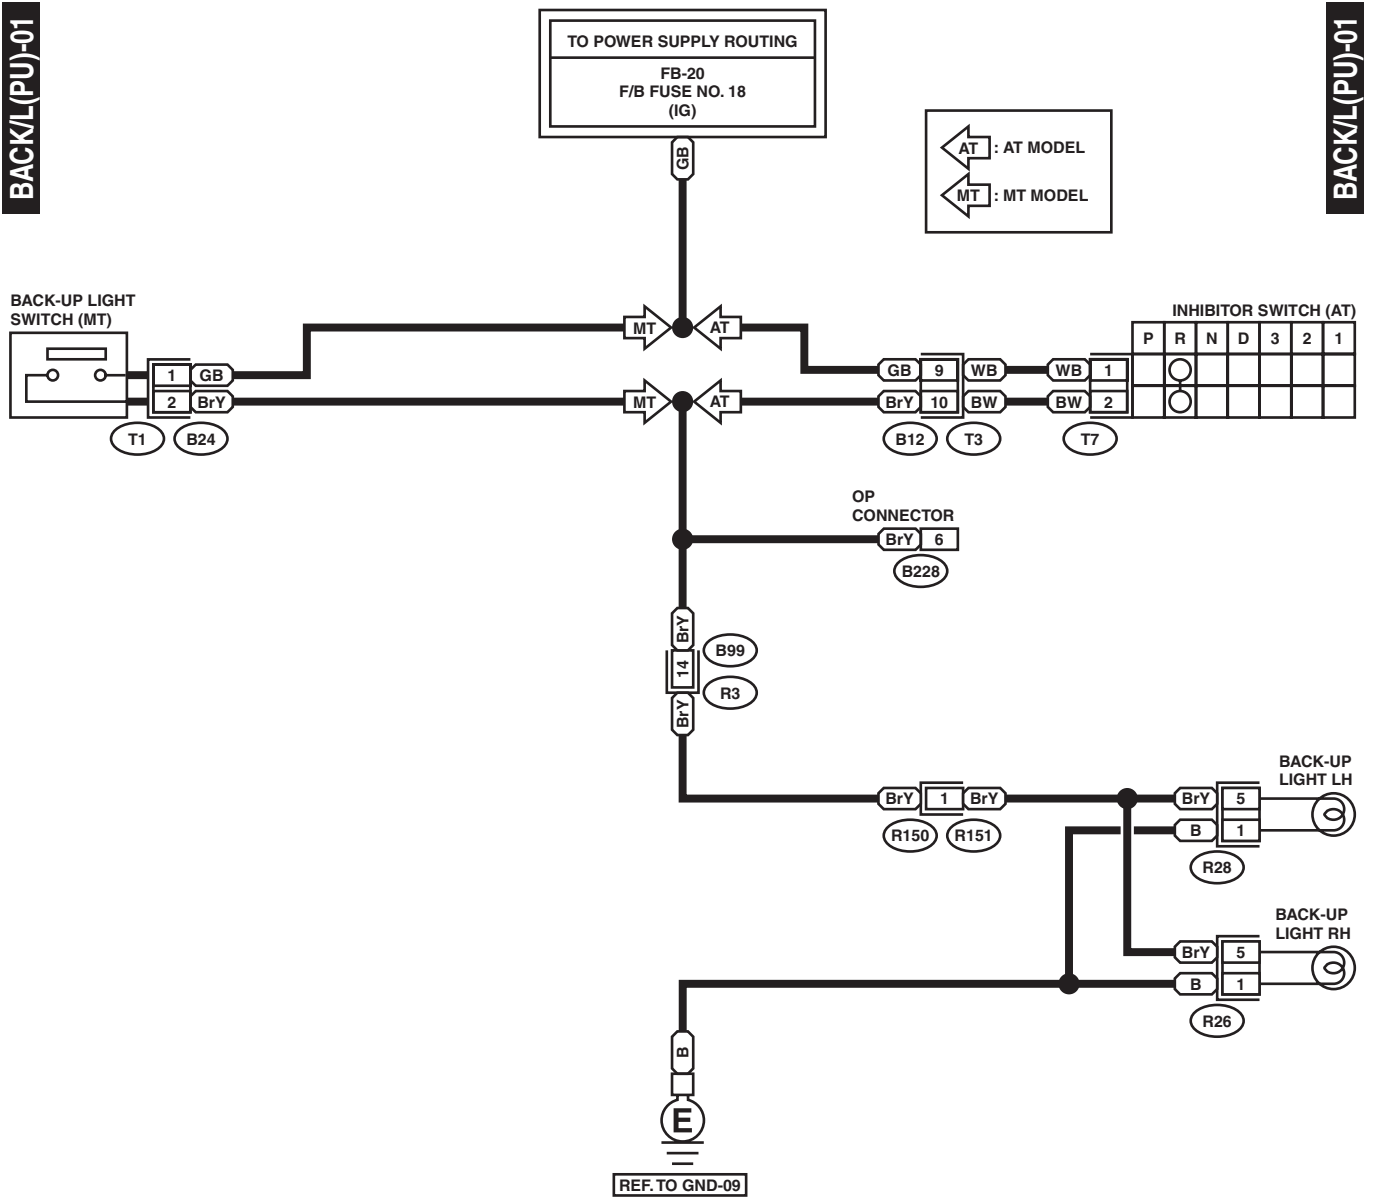 BACK/L(PU)-01
BACK/L(PU)-01
TO POWER SUPPLY ROUTING
FB-20
F/B FUSE NO. 18
(IG)
GB
AT : AT MODEL
MT : MT MODEL
BACK-UP LIGHT
SWITCH (MT)
INHIBITOR SWITCH (AT)
MT AT
P R N D 3 2 1
1 GB
GB 9 WB WB 1
2 BrY
MT AT
BrY 10 BW BW 2
T1 B24
B12 T3 T7
OP
CONNECTOR
BrY 6
B228
BrY
B99
14
R3
BrY
BACK-UP
LIGHT LH
BrY 1 BrY
BrY 5
B 1
R150 R151
R28
BACK-UP
LIGHT RH
BrY 5
B 1
R26
B
E
REF. TO GND-09